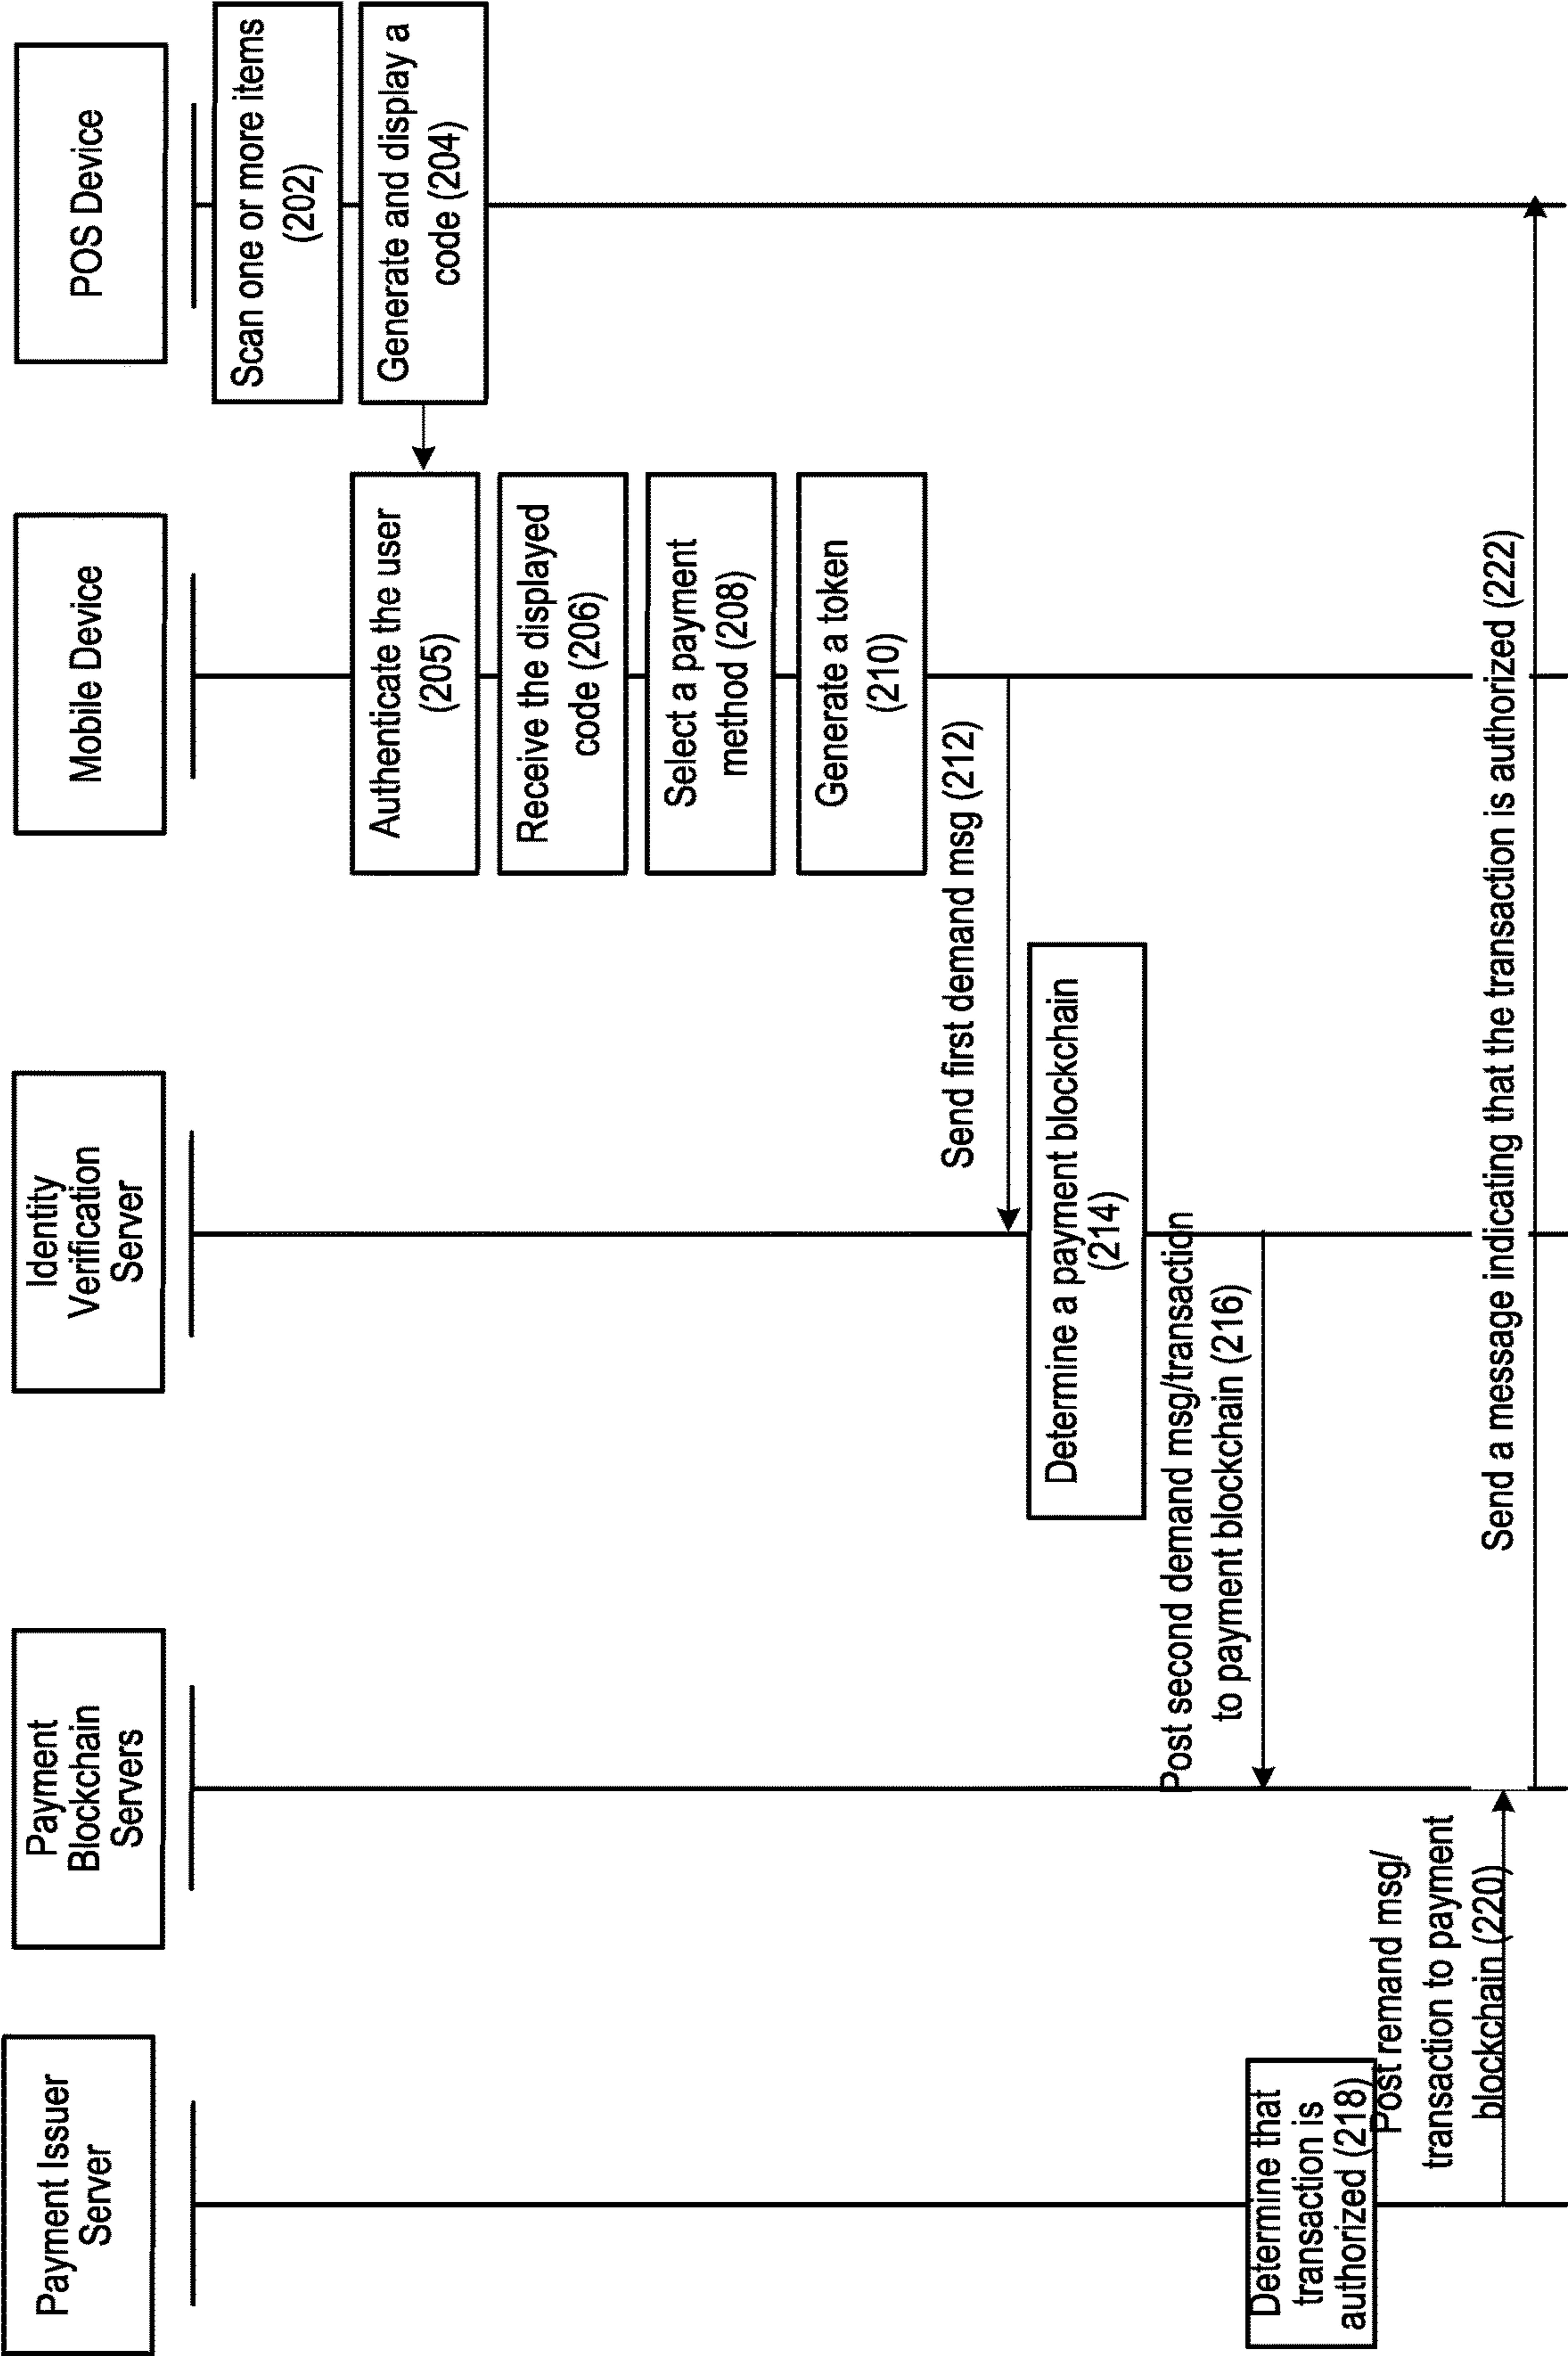 Payment Issuer
Server
Payment
Blockchain
Servers
Identity
Verification
Server
Mobile Device
POS Device
Scan one or more items
(202)
Generate and display a
code (204)
Authenticate the user
(205)
Receive the displayed
code (206)
Select a payment
method (208)
Generate a token
(210)
Send first demand msg (212)
Determine a payment blockchain
(214)
Post second demand msg/transaction
to payment blockchain (216)
Determine that
transaction is
authorized (218)
Post remand msg/
transaction to payment
blockchain (220)
Send a message indicating that the transaction is authorized (222)